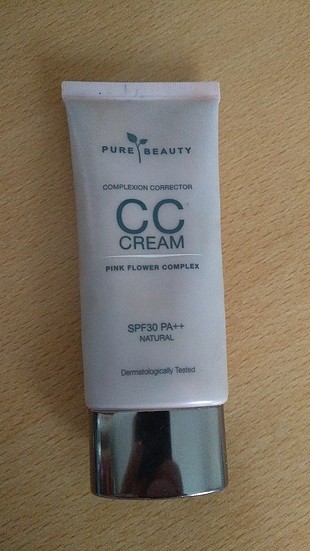 PURE BEAUTY
COMPLEXION CORRECTOR
CC
CREAM
PINK FLOWER COMPLEX
SPF30 PA++
NATURAL
Dermatologically Tested